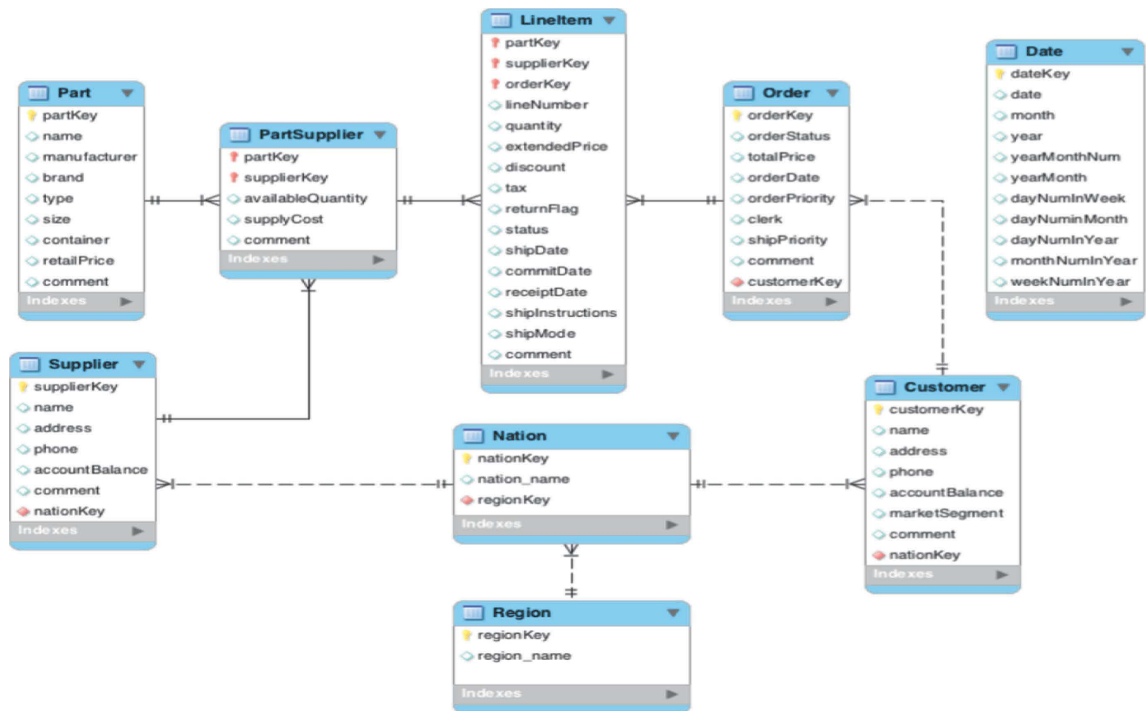 Part
partKey
name
manufacturer
brand
type
size
container
retailPrice
comment
Indexes
PartSupplier
partKey
supplierKey
availableQuantity
supplyCost
comment
Indexes
LineItem
partKey
supplierKey
orderKey
lineNumber
quantity
extendedPrice
discount
tax
returnFlag
status
shipDate
commitDate
receiptDate
shipInstructions
shipMode
comment
Indexes
Order
orderKey
orderStatus
totalPrice
orderDate
orderPriority
clerk
shipPriority
comment
customerKey
Indexes
Date
dateKey
date
month
year
yearMonthNum
yearMonth
dayNumInWeek
dayNuminMonth
dayNumInYear
monthNumInYear
weekNumInYear
Indexes
Supplier
supplierKey
name
address
phone
accountBalance
comment
nationKey
Indexes
Nation
nationKey
nation_name
regionKey
Indexes
Customer
customerKey
name
address
phone
accountBalance
marketSegment
comment
nationKey
Indexes
Region
regionKey
region_name
Indexes